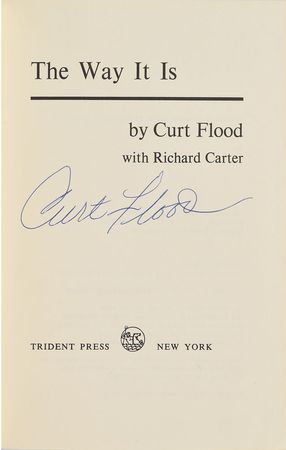 The Way It Is
by Curt Flood
with Richard Carter
Curt Flood
TRIDENT PRESS NEW YORK